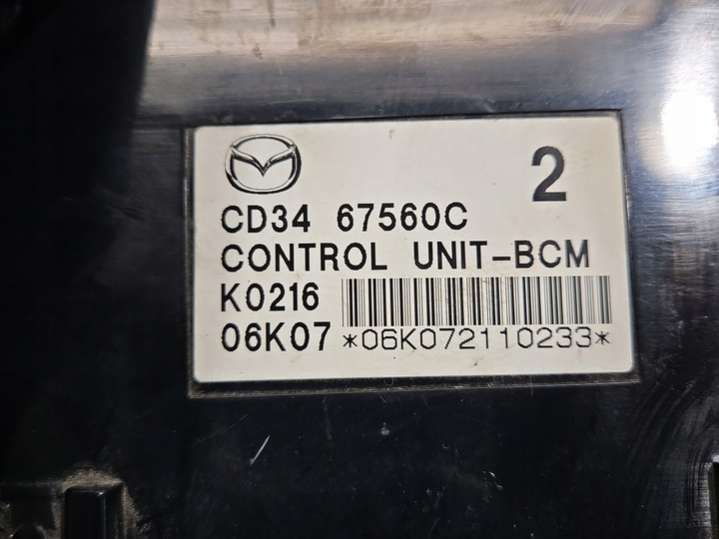 2
CD34 67560C
CONTROL UNIT-BCM
K0216
06K07 *06K072110233*